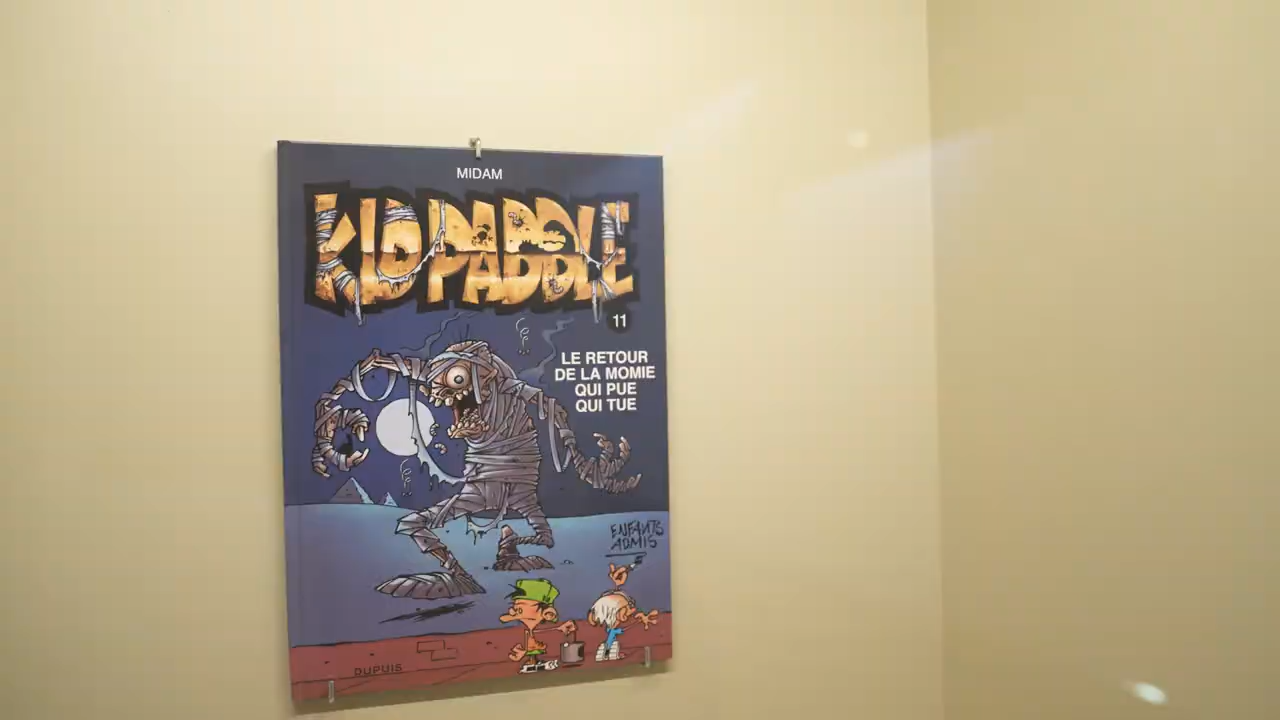 MIDAM
KID PADDLE
11
LE RETOUR
DE LA MOMIE
QUI PUE
QUI TUE
ENFANTS
ADMIS
DUPUIS